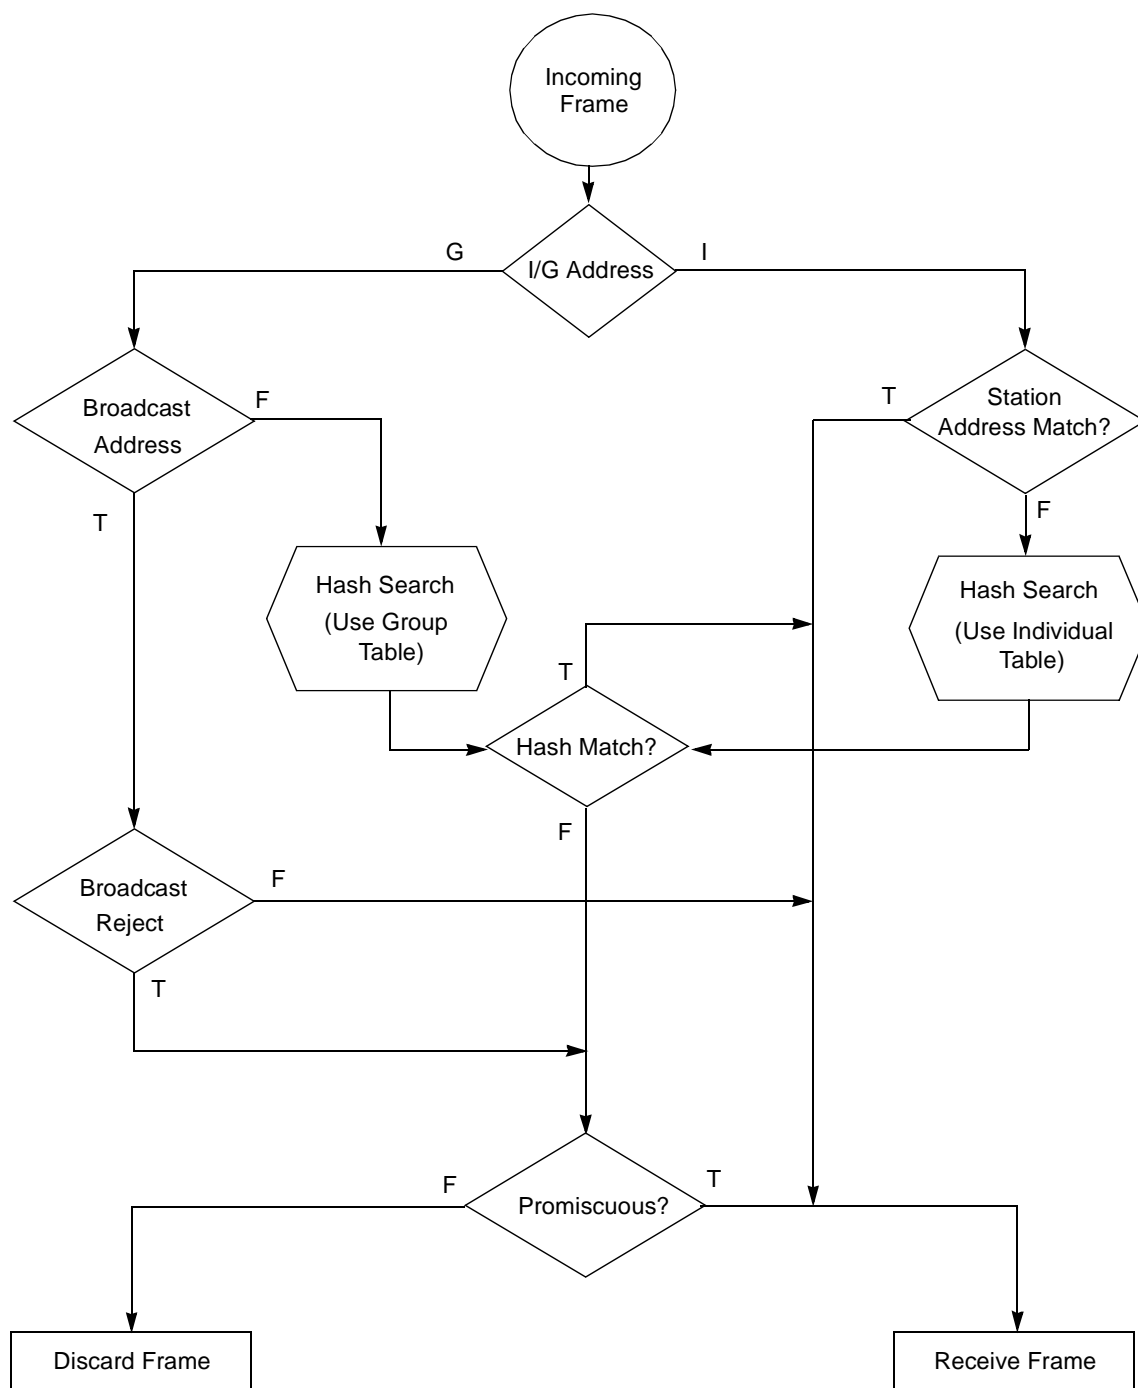 Incoming
Frame
G
I/G Address
I
Broadcast
Address
F
T
T
Station
Address Match?
F
Hash Search
(Use Group
Table)
Hash Search
(Use Individual
Table)
T
Hash Match?
F
Broadcast
Reject
F
T
F
Promiscuous?
T
Discard Frame
Receive Frame